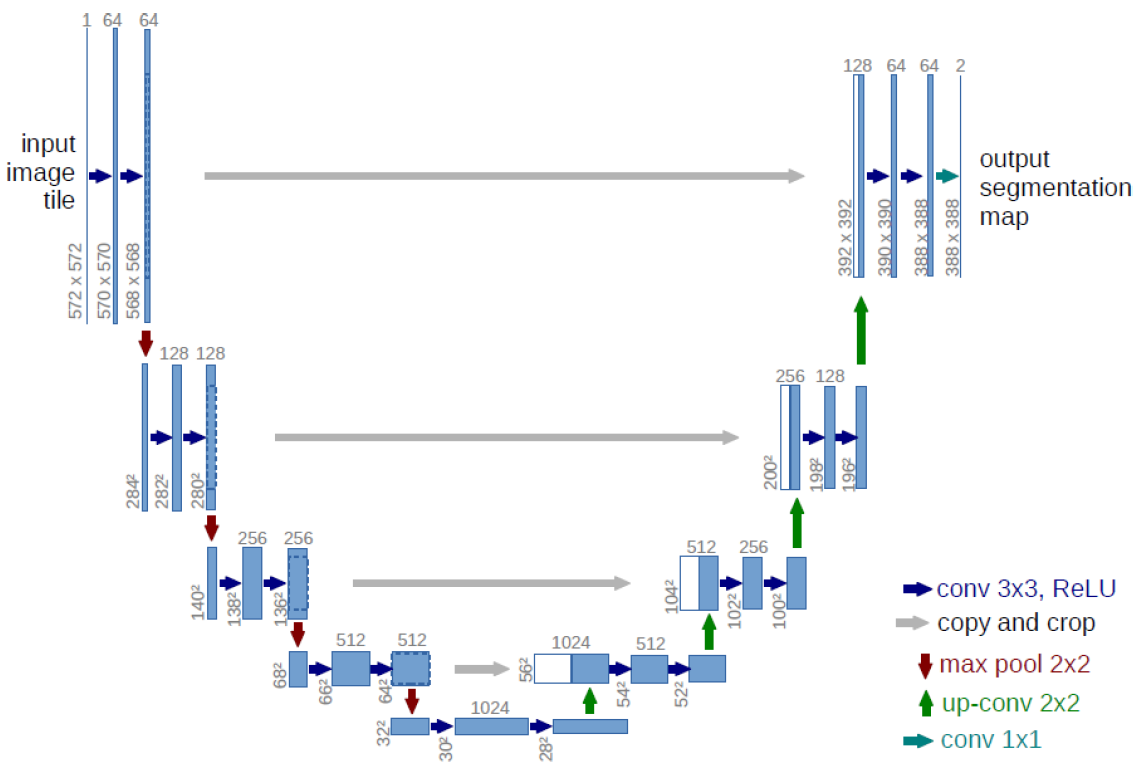 1 64 64
input
image
tile
572 x 572
570 x 570
568 x 568
128 64 64 2
output
segmentation
map
392 x 392
390 x 390
388 x 388
388 x 388
128 128
284²
282²
280²
256 128
200²
198²
196²
256 256
140²
138²
136²
512 256
104²
102²
100²
512 512
68²
66²
64²
1024 512
56²
54²
52²
1024
32²
30²
28²
conv 3x3, ReLU
copy and crop
max pool 2x2
up-conv 2x2
conv 1x1